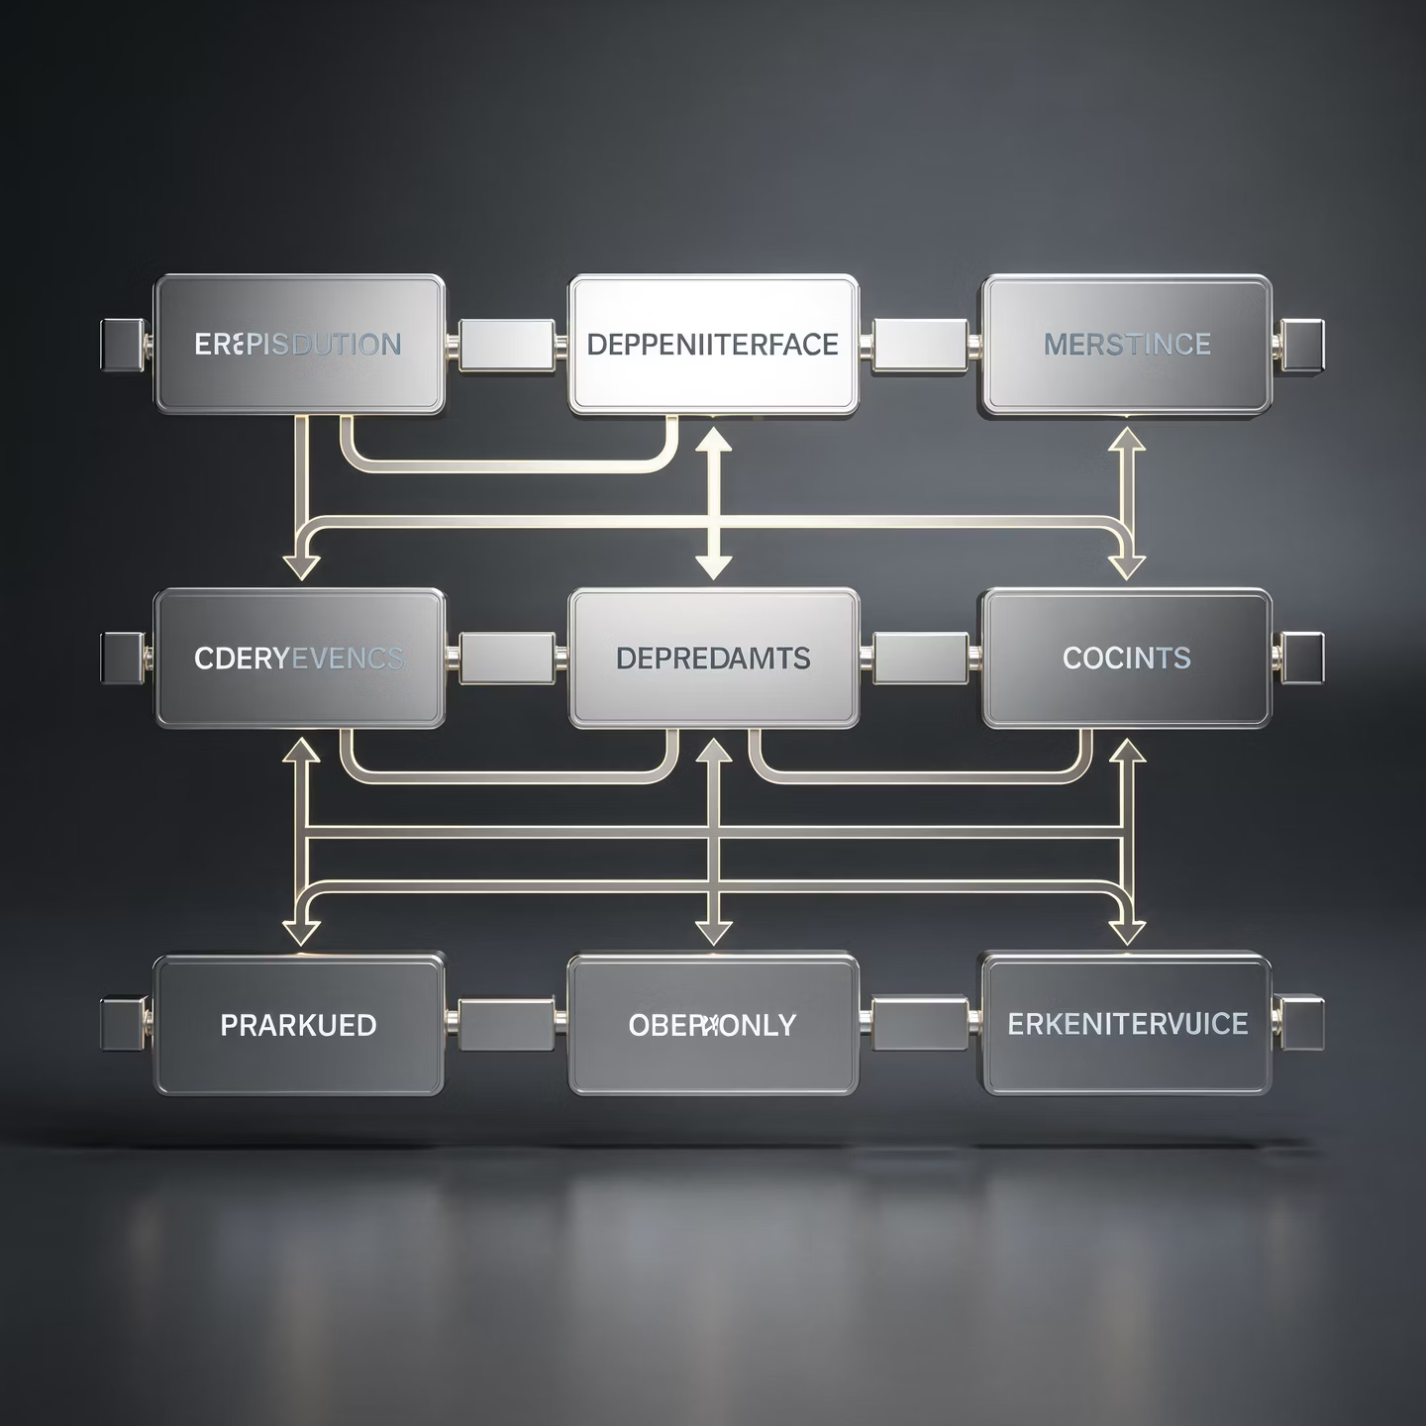 DEPPENIITERFACE
MERSTINCE
CDERYEVENCS
DEPREDAMTS
COCINTS
PRARKUED
ERKENITERVUICE